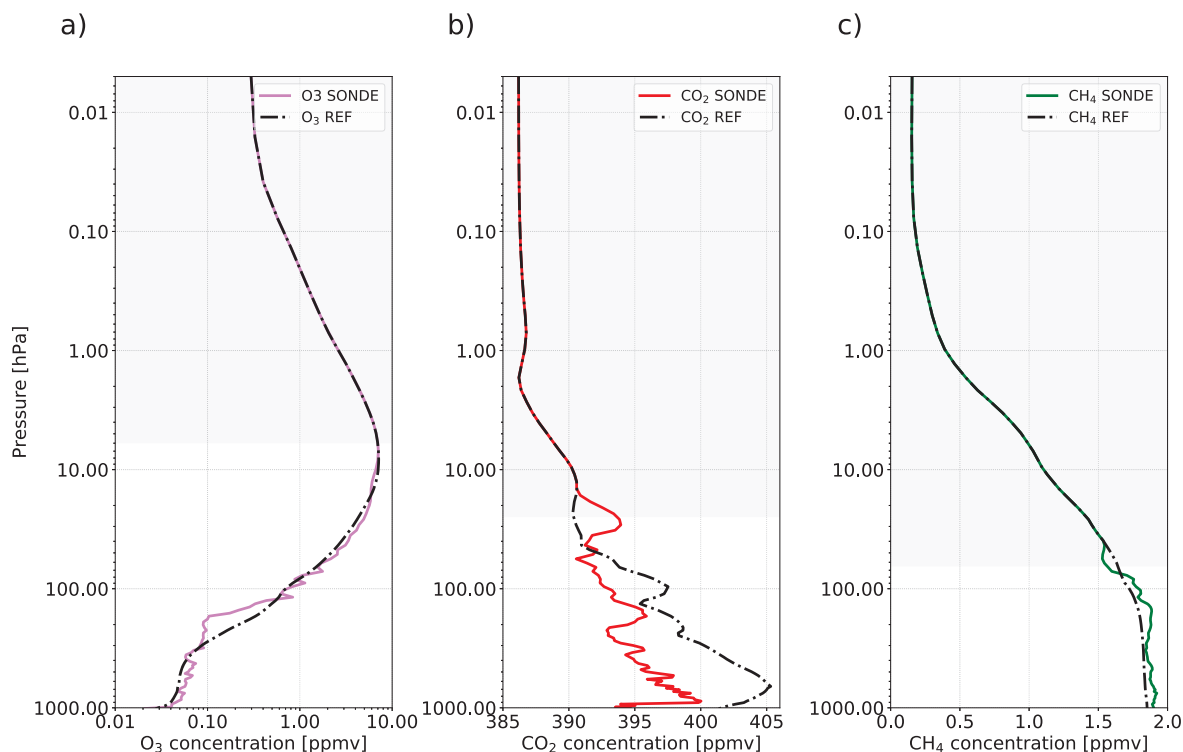 a)
b)
c)
O3 SONDE
O₃ REF
CO₂ SONDE
CO₂ REF
CH₄ SONDE
CH₄ REF
Pressure [hPa]
0.01
0.10
1.00
10.00
100.00
1000.00
0.01
0.10
1.00
10.00
100.00
1000.00
0.01
0.10
1.00
10.00
100.00
1000.00
0.01 0.10 1.00 10.00
385 390 395 400 405
0.0 0.5 1.0 1.5 2.0
O₃ concentration [ppmv]
CO₂ concentration [ppmv]
CH₄ concentration [ppmv]